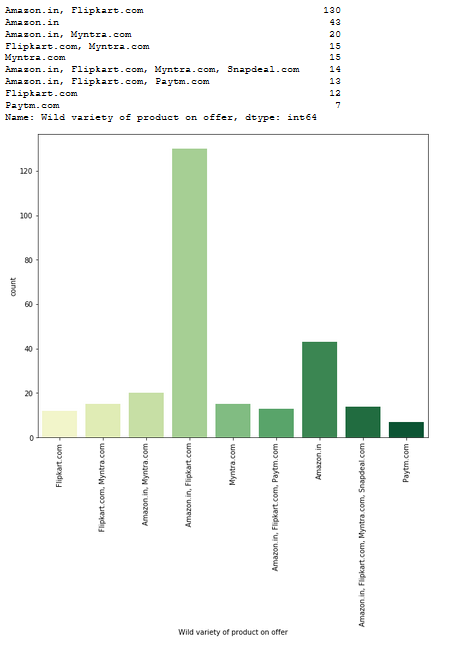 Amazon.in, Flipkart.com 130
Amazon.in 43
Amazon.in, Myntra.com 20
Flipkart.com, Myntra.com 15
Myntra.com 15
Amazon.in, Flipkart.com, Myntra.com, Snapdeal.com 14
Amazon.in, Flipkart.com, Paytm.com 13
Flipkart.com 12
Paytm.com 7
Name: Wild variety of product on offer, dtype: int64
120
100
80
60
40
20
0
count
Flipkart.com
Flipkart.com, Myntra.com
Amazon.in, Myntra.com
Amazon.in, Flipkart.com
Myntra.com
Amazon.in, Flipkart.com, Paytm.com
Amazon.in
Amazon.in, Flipkart.com, Myntra.com, Snapdeal.com
Paytm.com
Wild variety of product on offer